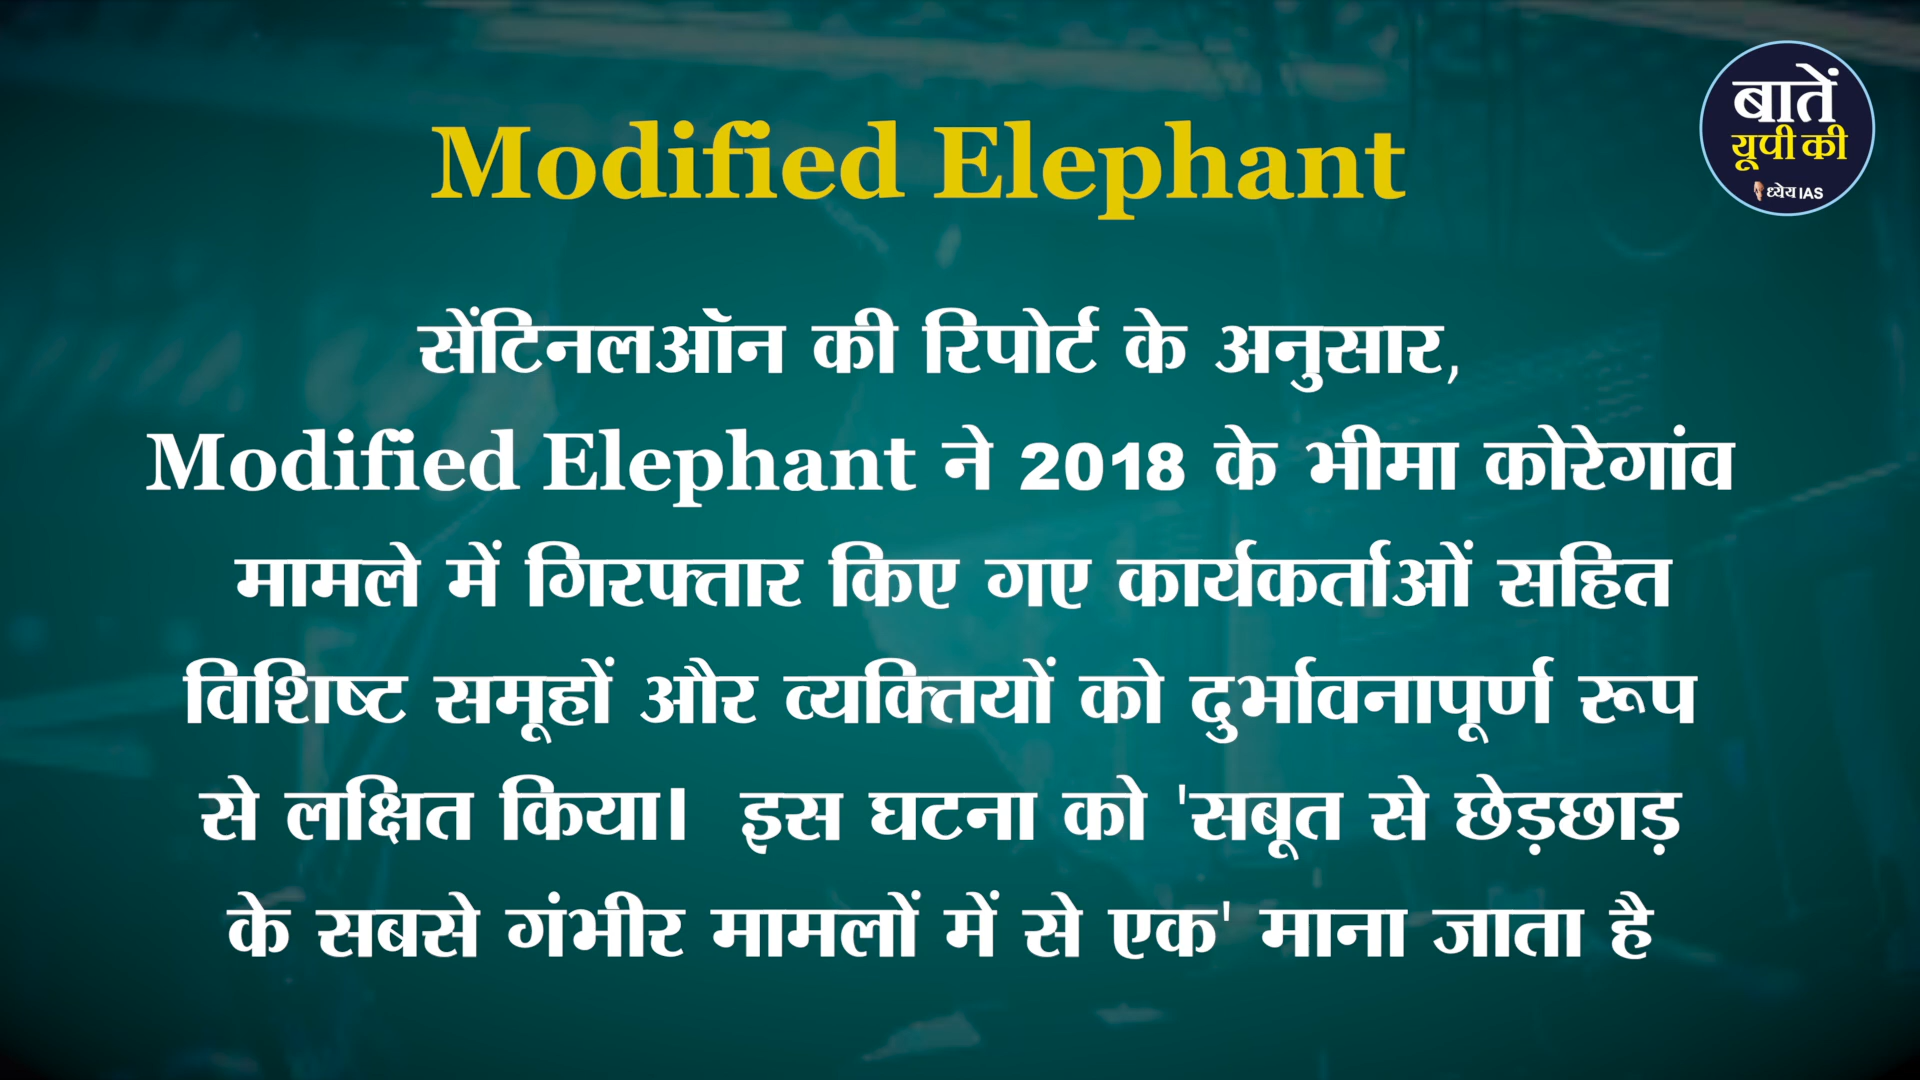 Modified Elephant
बातें
यूपी की
ध्येय IAS
सेंटिनलऑन की रिपोर्ट के अनुसार,
Modified Elephant ने 2018 के भीमा कोरेगांव
मामले में गिरफ्तार किए गए कार्यकर्ताओं सहित
विशिष्ट समूहों और व्यक्तियों को दुर्भावनापूर्ण रूप
से लक्षित किया। इस घटना को 'सबूत से छेड़छाड़
के सबसे गंभीर मामलों में से एक' माना जाता है